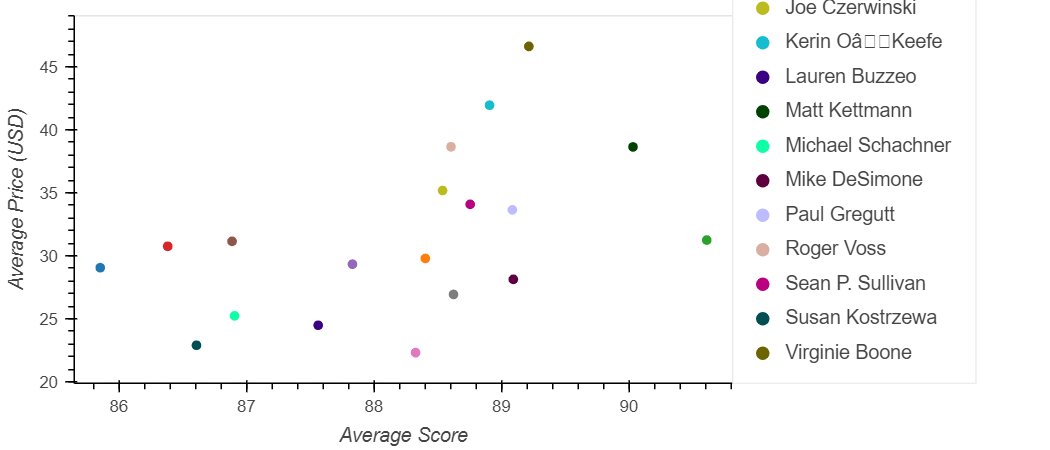 Joe Czerwinski
Kerin Oâ□□Keefe
Lauren Buzzeo
Matt Kettmann
Michael Schachner
Mike DeSimone
Paul Gregutt
Roger Voss
Sean P. Sullivan
Susan Kostrzewa
Virginie Boone
Average Price (USD)
45
40
35
30
25
20
86 87 88 89 90
Average Score